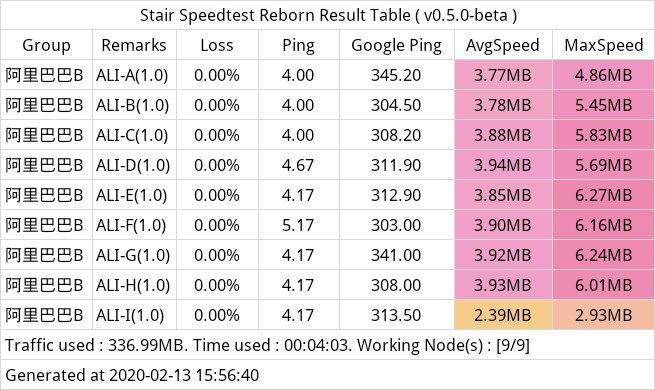 Stair Speedtest Reborn Result Table ( v0.5.0-beta )
Group Remarks Loss Ping Google Ping AvgSpeed MaxSpeed
阿里巴巴B ALI-A(1.0) 0.00% 4.00 345.20 3.77MB 4.86MB
阿里巴巴B ALI-B(1.0) 0.00% 4.00 304.50 3.78MB 5.45MB
阿里巴巴B ALI-C(1.0) 0.00% 4.00 308.20 3.88MB 5.83MB
阿里巴巴B ALI-D(1.0) 0.00% 4.67 311.90 3.94MB 5.69MB
阿里巴巴B ALI-E(1.0) 0.00% 4.17 312.90 3.85MB 6.27MB
阿里巴巴B ALI-F(1.0) 0.00% 5.17 303.00 3.90MB 6.16MB
阿里巴巴B ALI-G(1.0) 0.00% 4.17 341.00 3.92MB 6.24MB
阿里巴巴B ALI-H(1.0) 0.00% 4.17 308.00 3.93MB 6.01MB
阿里巴巴B ALI-I(1.0) 0.00% 4.17 313.50 2.39MB 2.93MB
Traffic used : 336.99MB. Time used : 00:04:03. Working Node(s) : [9/9]
Generated at 2020-02-13 15:56:40